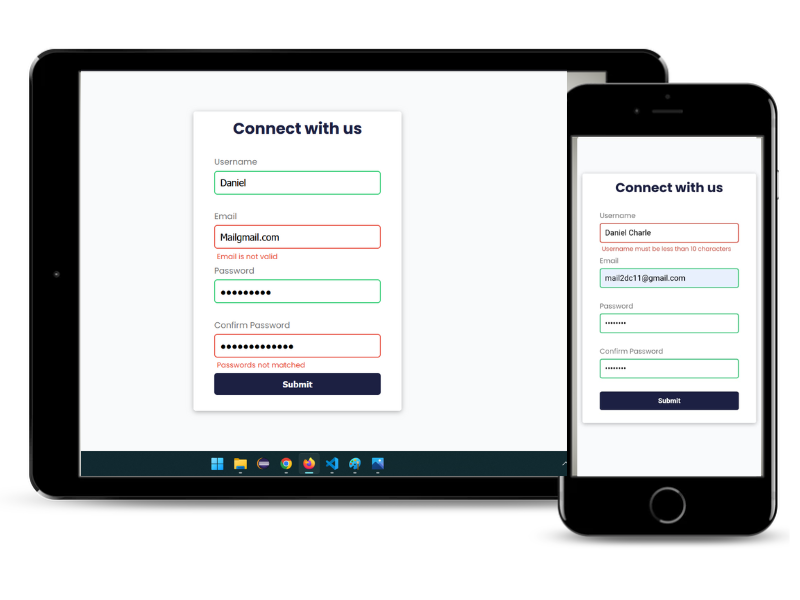 Connect with us
Username
Daniel
Email
Mailgmail.com
Email is not valid
Password
•••••••••
Confirm Password
•••••••••••••
Passwords not matched
Submit
Connect with us
Username
Daniel Charle
Username must be less than 10 characters
Email
mail2dc11@gmail.com
Password
••••••••
Confirm Password
••••••••
Submit